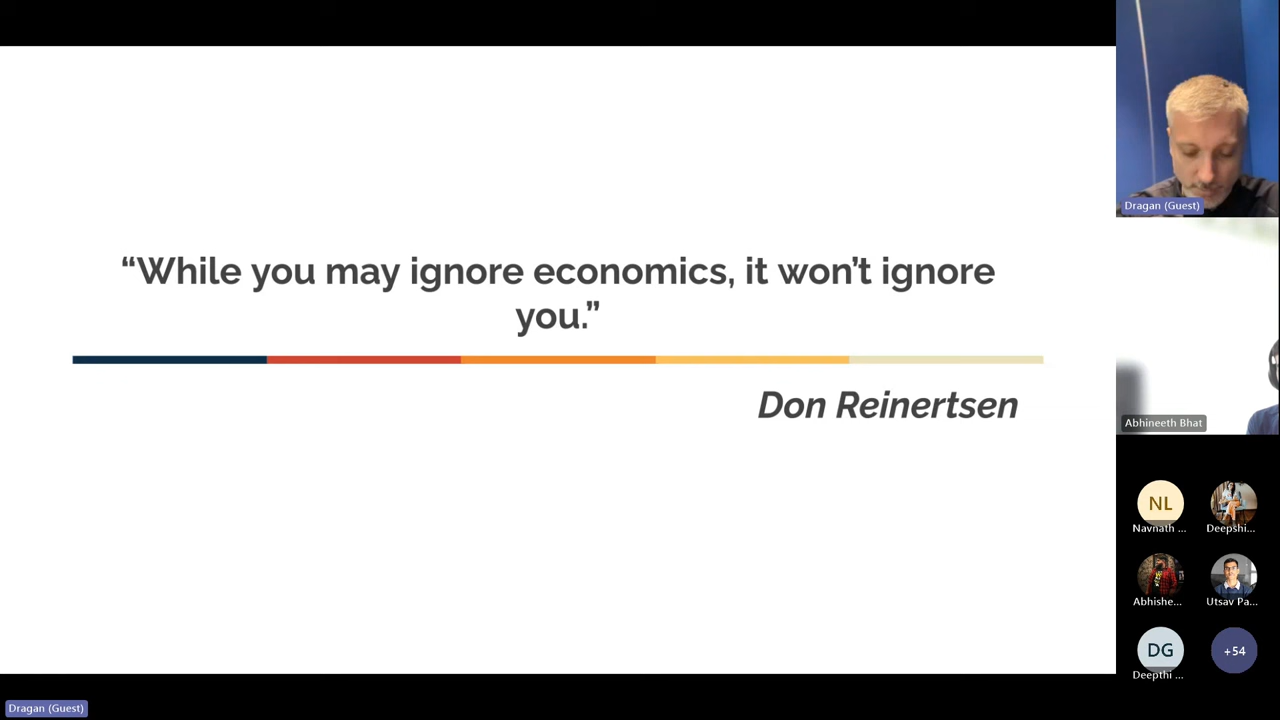 “While you may ignore economics, it won’t ignore
you.”
Don Reinertsen
Dragan (Guest)
Abhineeth Bhat
NL
Navnath ...
Deepshi...
Abhishe...
Utsav Pa...
DG
Deepthi ...
+54
Dragan (Guest)